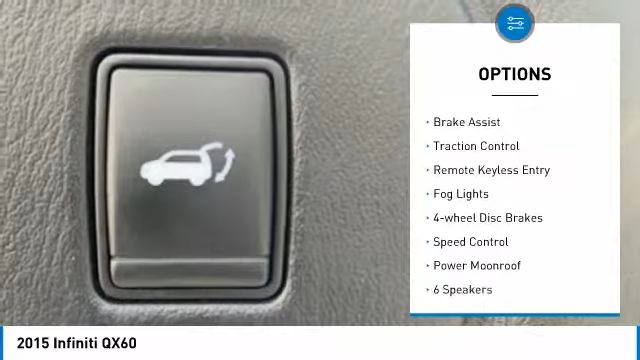 OPTIONS
• Brake Assist
• Traction Control
• Remote Keyless Entry
• Fog Lights
• 4-wheel Disc Brakes
• Speed Control
• Power Moonroof
• 6 Speakers
2015 Infiniti QX60